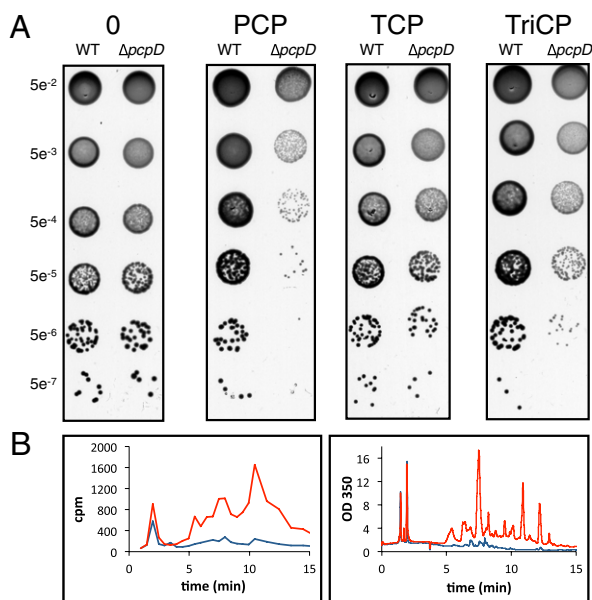 A
0 PCP TCP TriCP
WT ΔpcpD WT ΔpcpD WT ΔpcpD WT ΔpcpD
5e-2
5e-3
5e-4
5e-5
5e-6
5e-7
B
2000
1600
1200
800
400
0
cpm
0 5 10 15
time (min)
16
12
8
4
0
OD 350
0 5 10 15
time (min)